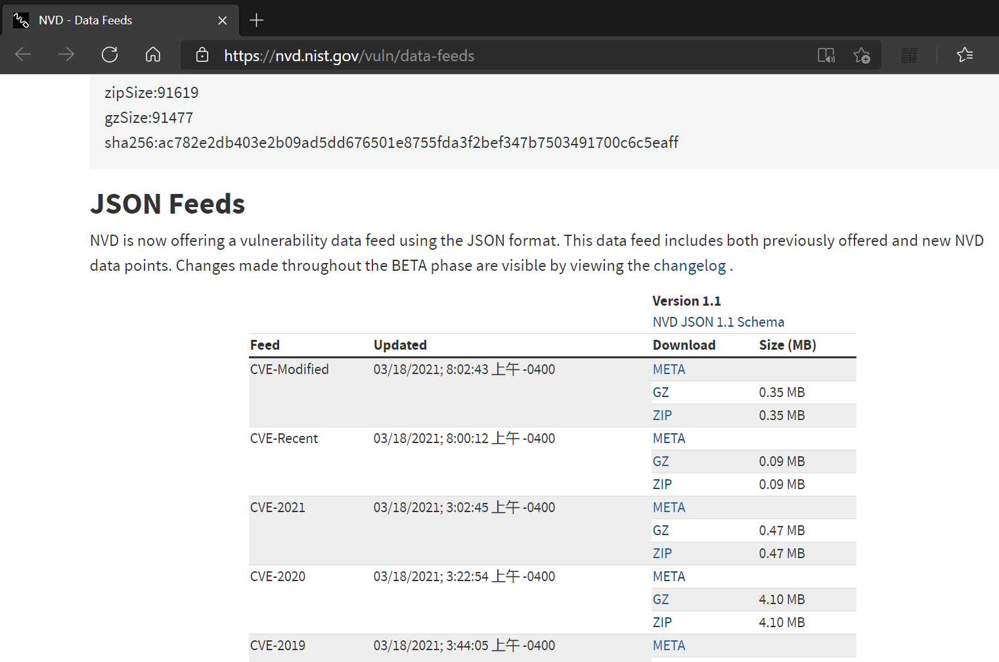 NVD - Data Feeds
https://nvd.nist.gov/vuln/data-feeds
zipSize:91619
gzSize:91477
sha256:ac782e2db403e2b09ad5dd676501e8755fda3f2bef347b7503491700c6c5eaff
JSON Feeds
NVD is now offering a vulnerability data feed using the JSON format. This data feed includes both previously offered and new NVD
data points. Changes made throughout the BETA phase are visible by viewing the changelog .
Version 1.1
NVD JSON 1.1 Schema
Feed Updated Download Size (MB)
CVE-Modified 03/18/2021; 8:02:43 上午 -0400 META
GZ 0.35 MB
ZIP 0.35 MB
CVE-Recent 03/18/2021; 8:00:12 上午 -0400 META
GZ 0.09 MB
ZIP 0.09 MB
CVE-2021 03/18/2021; 3:02:45 上午 -0400 META
GZ 0.47 MB
ZIP 0.47 MB
CVE-2020 03/18/2021; 3:22:54 上午 -0400 META
GZ 4.10 MB
ZIP 4.10 MB
CVE-2019 03/18/2021; 3:44:05 上午 -0400 META